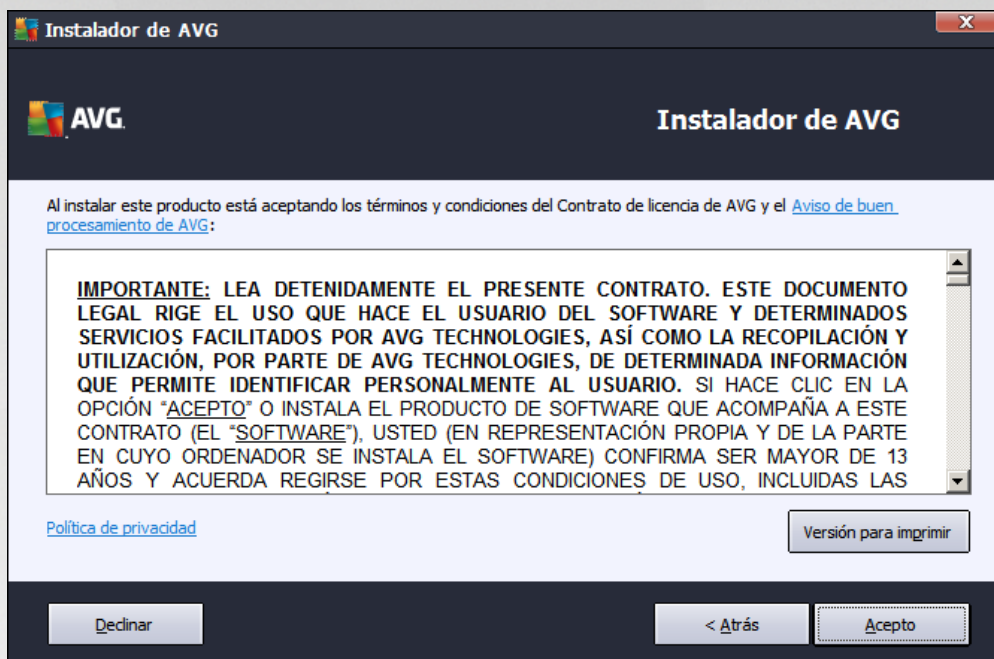 Instalador de AVG
AVG.
Instalador de AVG
Al instalar este producto está aceptando los términos y condiciones del Contrato de licencia de AVG y el Aviso de buen
procesamiento de AVG:
IMPORTANTE: LEA DETENIDAMENTE EL PRESENTE CONTRATO. ESTE DOCUMENTO
LEGAL RIGE EL USO QUE HACE EL USUARIO DEL SOFTWARE Y DETERMINADOS
SERVICIOS FACILITADOS POR AVG TECHNOLOGIES, ASÍ COMO LA RECOPILACIÓN Y
UTILIZACIÓN, POR PARTE DE AVG TECHNOLOGIES, DE DETERMINADA INFORMACIÓN
QUE PERMITE IDENTIFICAR PERSONALMENTE AL USUARIO. SI HACE CLIC EN LA
OPCIÓN “ACEPTO” O INSTALA EL PRODUCTO DE SOFTWARE QUE ACOMPAÑA A ESTE
CONTRATO (EL “SOFTWARE”), USTED (EN REPRESENTACIÓN PROPIA Y DE LA PARTE
EN CUYO ORDENADOR SE INSTALA EL SOFTWARE) CONFIRMA SER MAYOR DE 13
AÑOS Y ACUERDA REGIRSE POR ESTAS CONDICIONES DE USO, INCLUIDAS LAS
Política de privacidad
Versión para imprimir
Declinar
< Atrás
Acepto